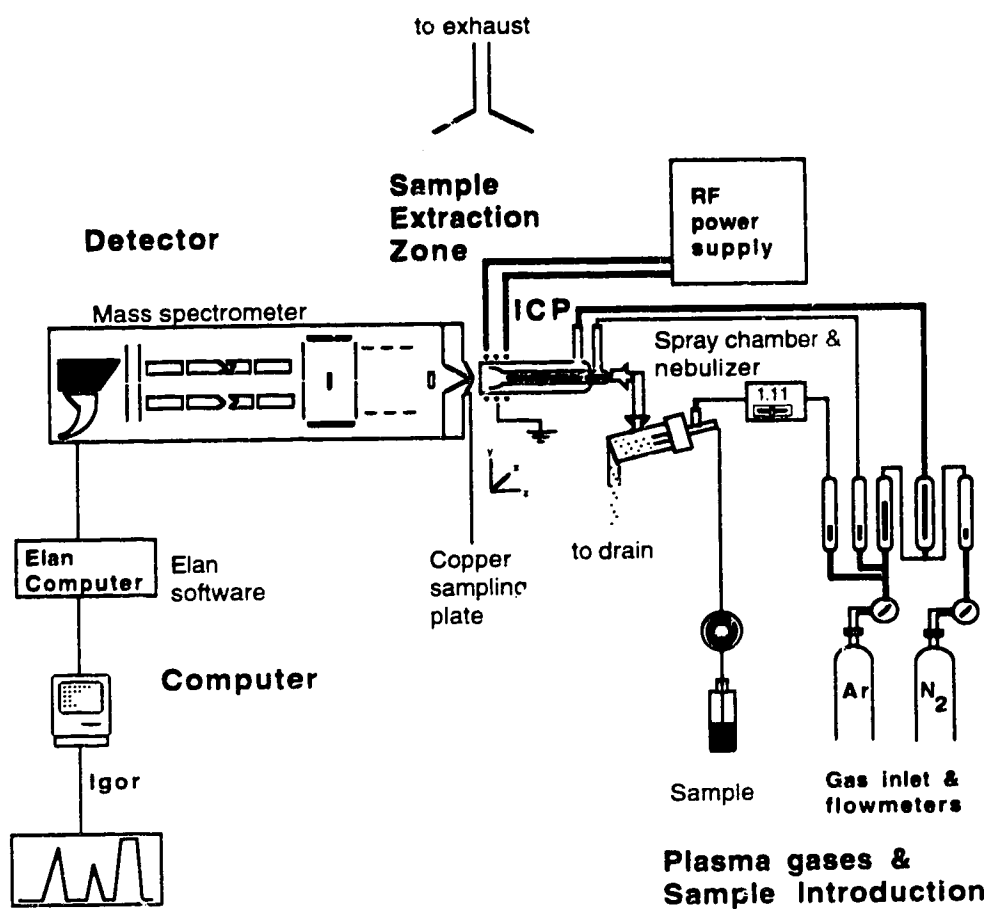 to exhaust
Sample
Extraction
Zone
RF
power
supply
Detector
Mass spectrometer
ICP
Spray chamber &
nebulizer
1.11
y
x
z
to drain
Copper
sampling
plate
Elan
Computer
Elan
software
Computer
Igor
Sample
Ar
N2
Gas inlet &
flowmeters
Plasma gases &
Sample Introduction